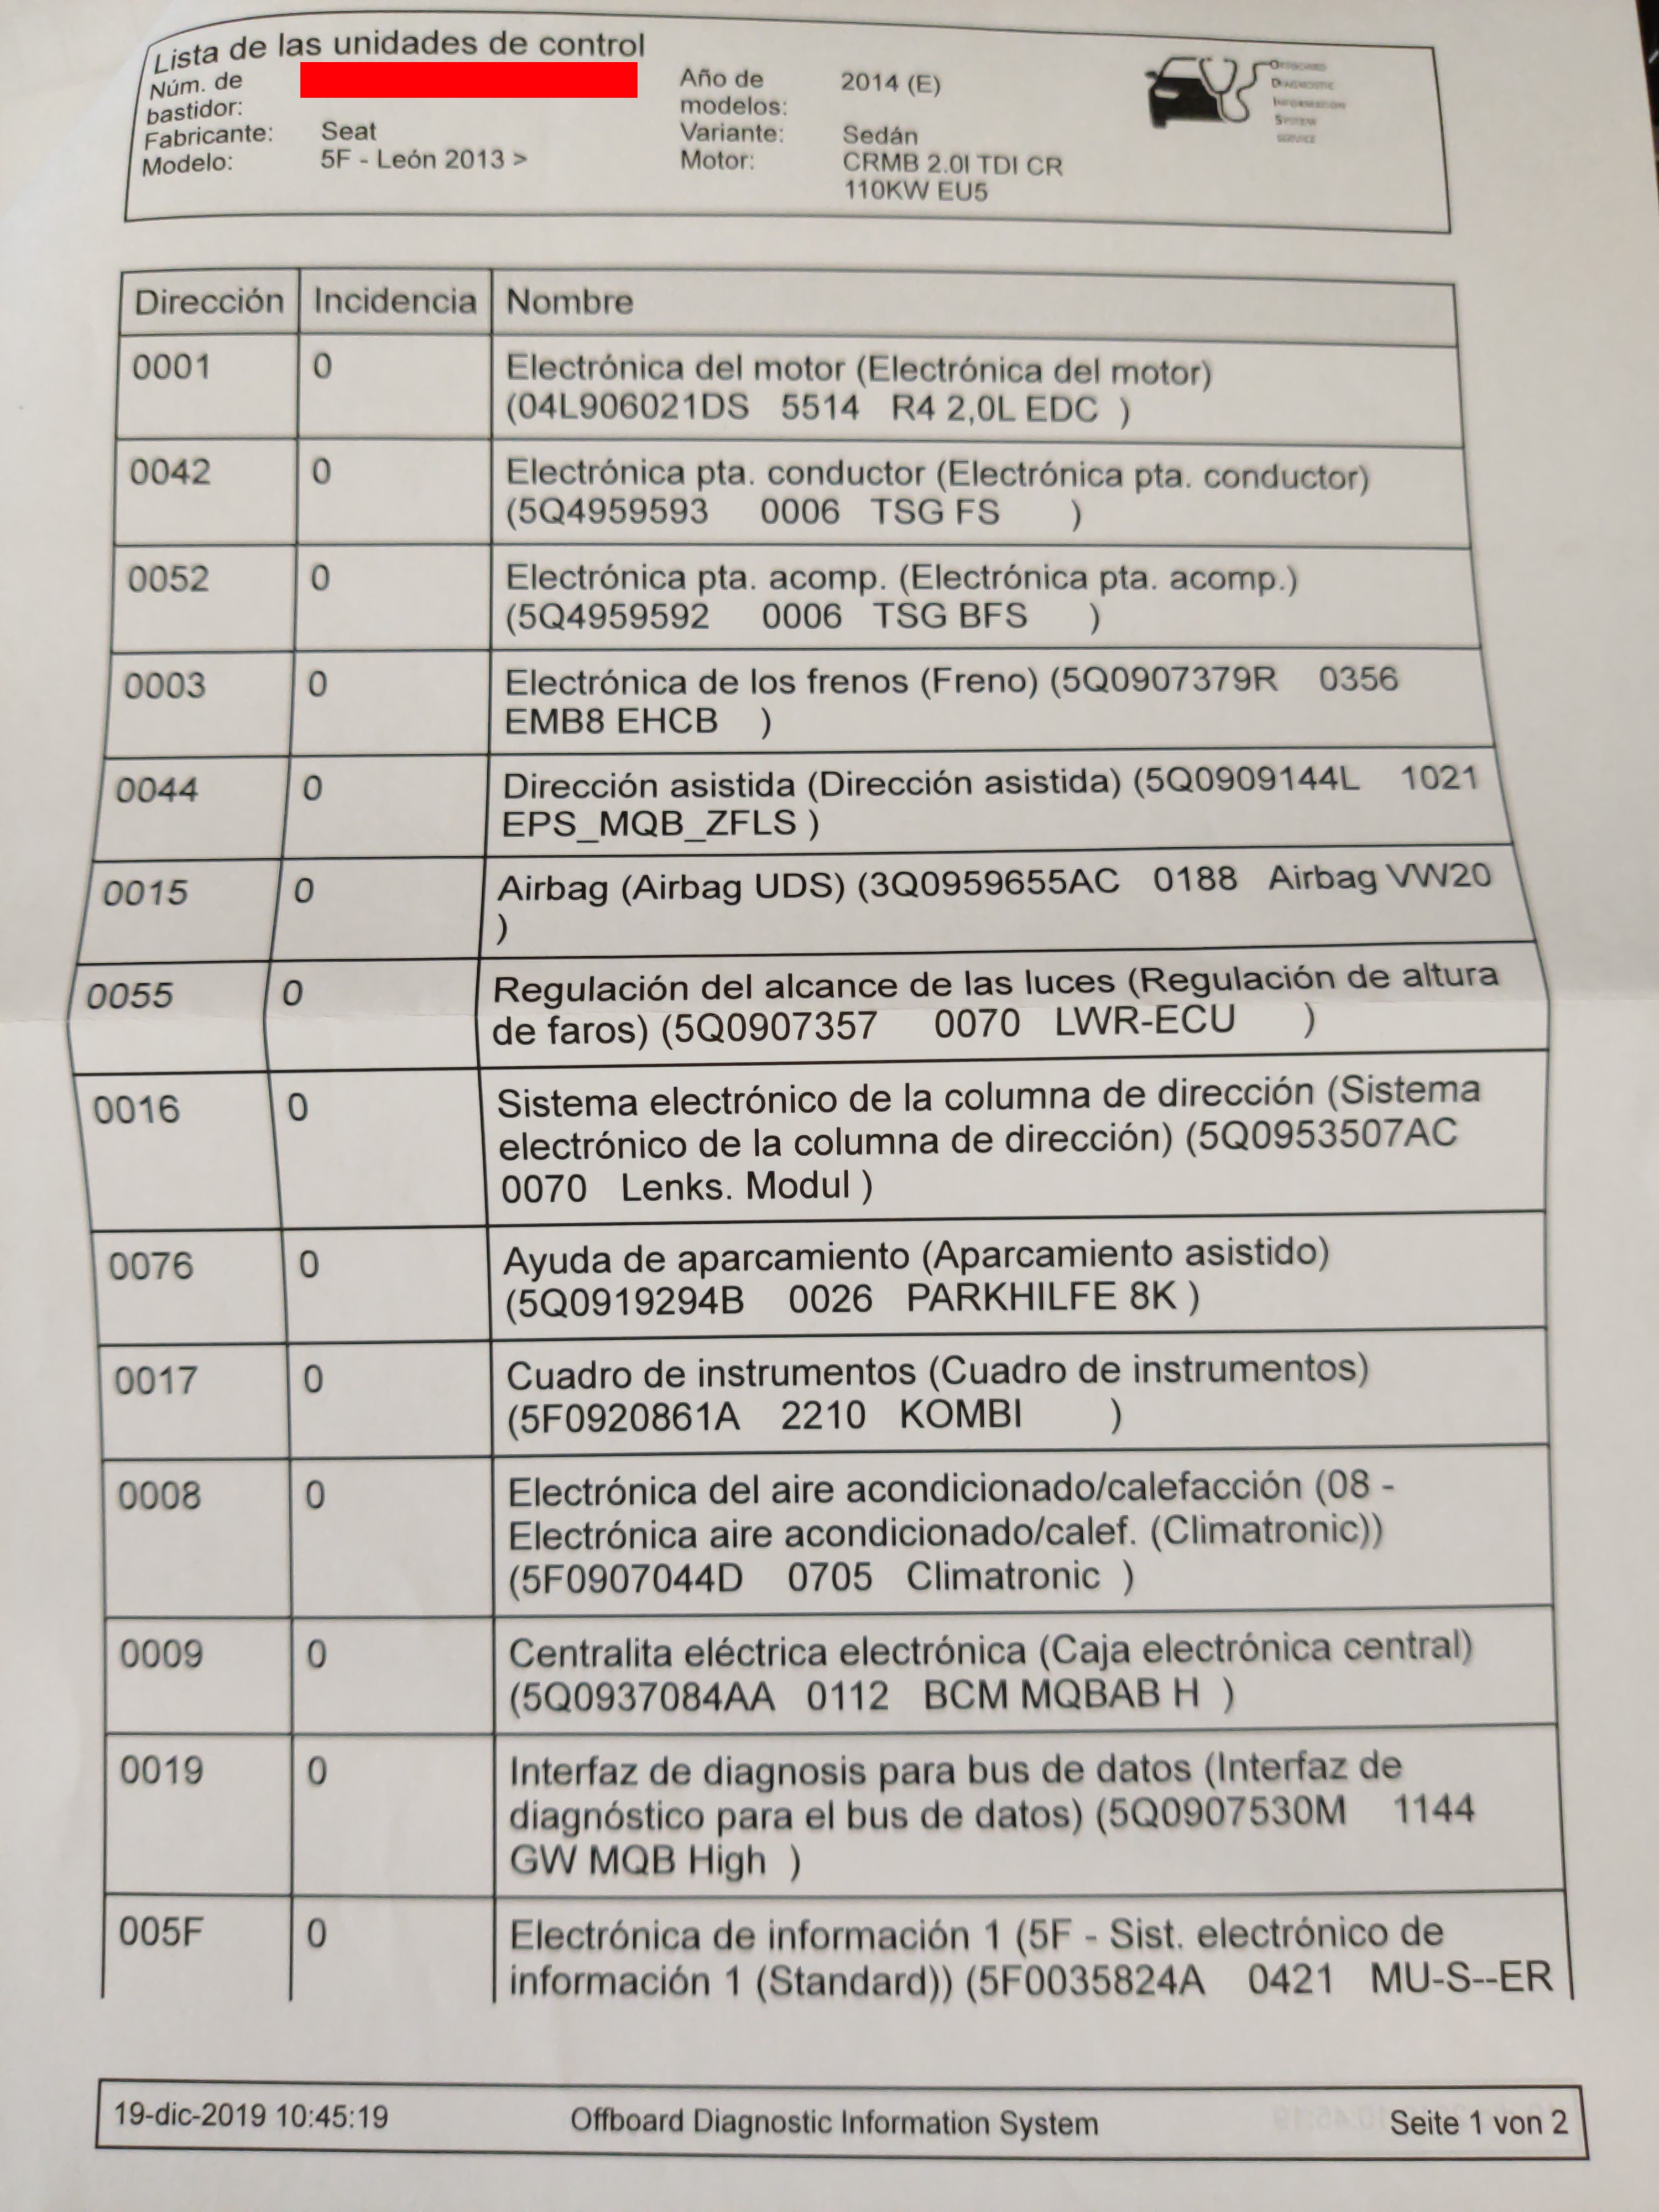 Lista de las unidades de control
Núm. de bastidor:
Año de modelos: 2014 (E)
Fabricante: Seat
Variante: Sedán
Modelo: 5F - León 2013 >
Motor: CRMB 2.0l TDI CR
110KW EU5
OFFBOARD
DIAGNOSTIC
INFORMATION
SYSTEM
SERVICE
Dirección Incidencia Nombre
0001 0 Electrónica del motor (Electrónica del motor)
(04L906021DS 5514 R4 2,0L EDC )
0042 0 Electrónica pta. conductor (Electrónica pta. conductor)
(5Q4959593 0006 TSG FS )
0052 0 Electrónica pta. acomp. (Electrónica pta. acomp.)
(5Q4959592 0006 TSG BFS )
0003 0 Electrónica de los frenos (Freno) (5Q0907379R 0356
EMB8 EHCB )
0044 0 Dirección asistida (Dirección asistida) (5Q0909144L 1021
EPS_MQB_ZFLS )
0015 0 Airbag (Airbag UDS) (3Q0959655AC 0188 Airbag VW20
)
0055 0 Regulación del alcance de las luces (Regulación de altura
de faros) (5Q0907357 0070 LWR-ECU )
0016 0 Sistema electrónico de la columna de dirección (Sistema
electrónico de la columna de dirección) (5Q0953507AC
0070 Lenks. Modul )
0076 0 Ayuda de aparcamiento (Aparcamiento asistido)
(5Q0919294B 0026 PARKHILFE 8K )
0017 0 Cuadro de instrumentos (Cuadro de instrumentos)
(5F0920861A 2210 KOMBI )
0008 0 Electrónica del aire acondicionado/calefacción (08 -
Electrónica aire acondicionado/calef. (Climatronic))
(5F0907044D 0705 Climatronic )
0009 0 Centralita eléctrica electrónica (Caja electrónica central)
(5Q0937084AA 0112 BCM MQBAB H )
0019 0 Interfaz de diagnosis para bus de datos (Interfaz de
diagnóstico para el bus de datos) (5Q0907530M 1144
GW MQB High )
005F 0 Electrónica de información 1 (5F - Sist. electrónico de
información 1 (Standard)) (5F0035824A 0421 MU-S--ER
19-dic-2019 10:45:19 Offboard Diagnostic Information System Seite 1 von 2